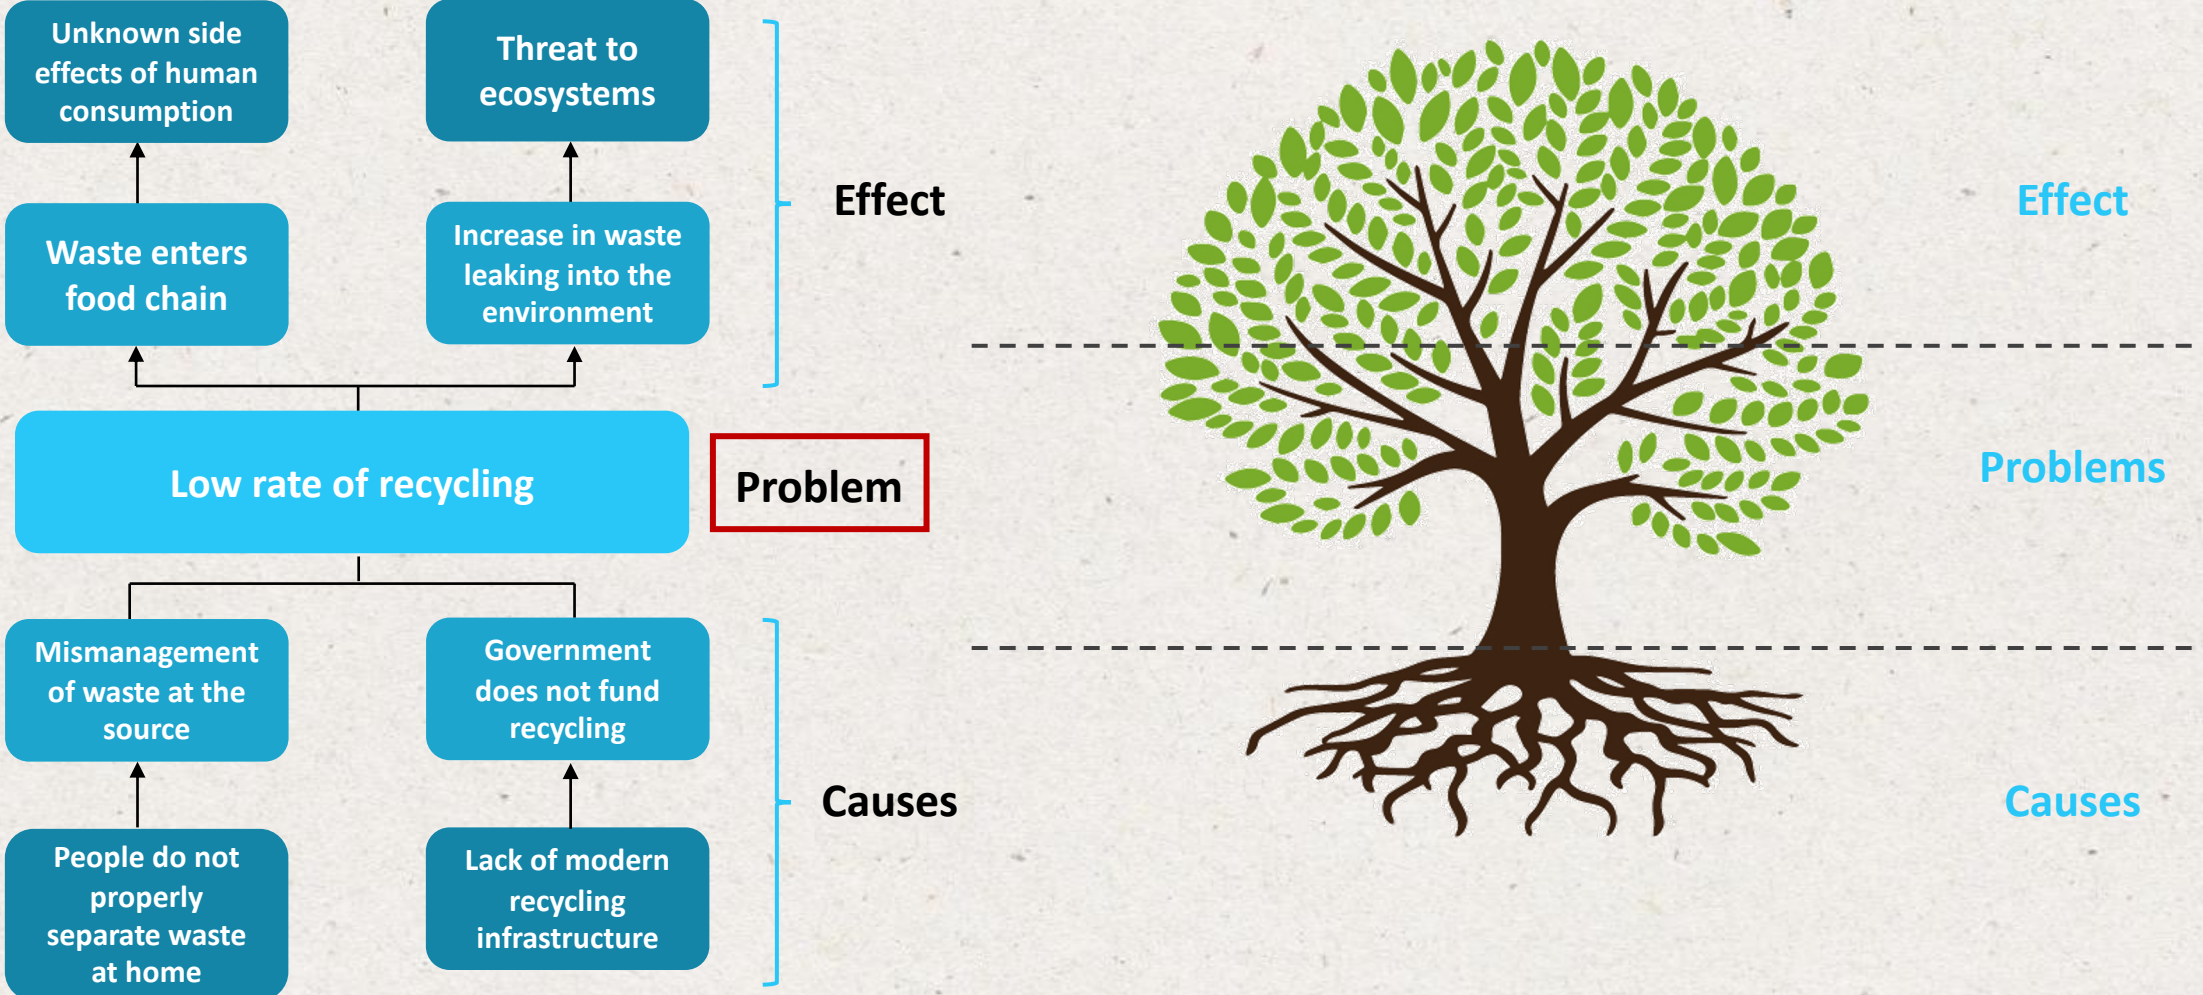 Unknown side
effects of human
consumption
Threat to
ecosystems
Waste enters
food chain
Increase in waste
leaking into the
environment
Effect
Low rate of recycling
Problem
Mismanagement
of waste at the
source
Government
does not fund
recycling
People do not
properly
separate waste
at home
Lack of modern
recycling
infrastructure
Causes
Effect
Problems
Causes